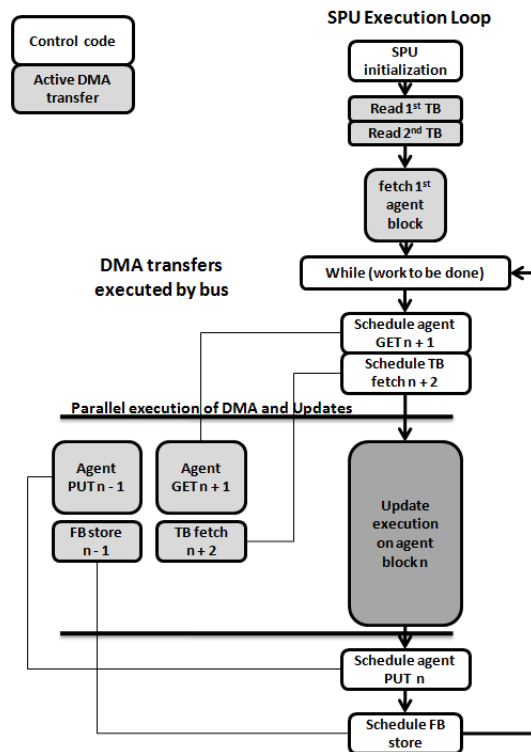 SPU Execution Loop
Control code
Active DMA
transfer
SPU
initialization
Read 1st TB
Read 2nd TB
fetch 1st
agent
block
DMA transfers
executed by bus
While (work to be done)
Schedule agent
GET n + 1
Schedule TB
fetch n + 2
Parallel execution of DMA and Updates
Agent
PUT n - 1
Agent
GET n + 1
FB store
n - 1
TB fetch
n + 2
Update
execution
on agent
block n
Schedule agent
PUT n
Schedule FB
store